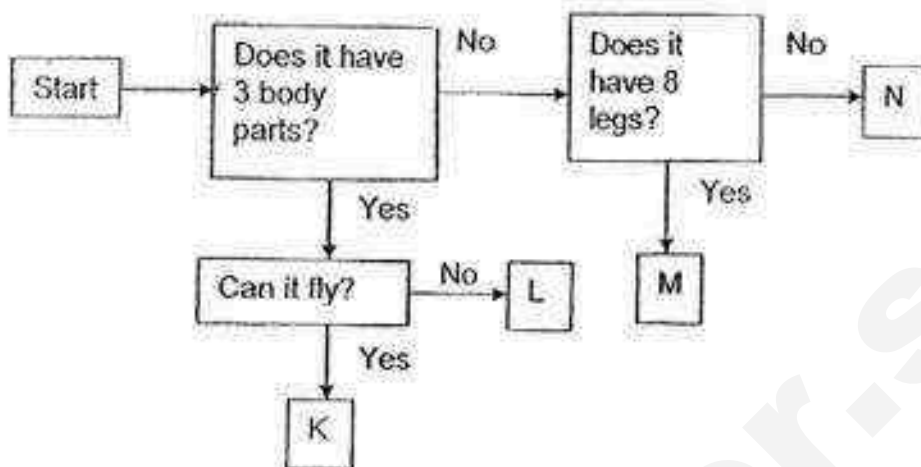 Start
Does it have
3 body
parts?
No
Does it
have 8
legs?
No
N
Yes
Yes
Can it fly?
No
L
M
Yes
K
er.s